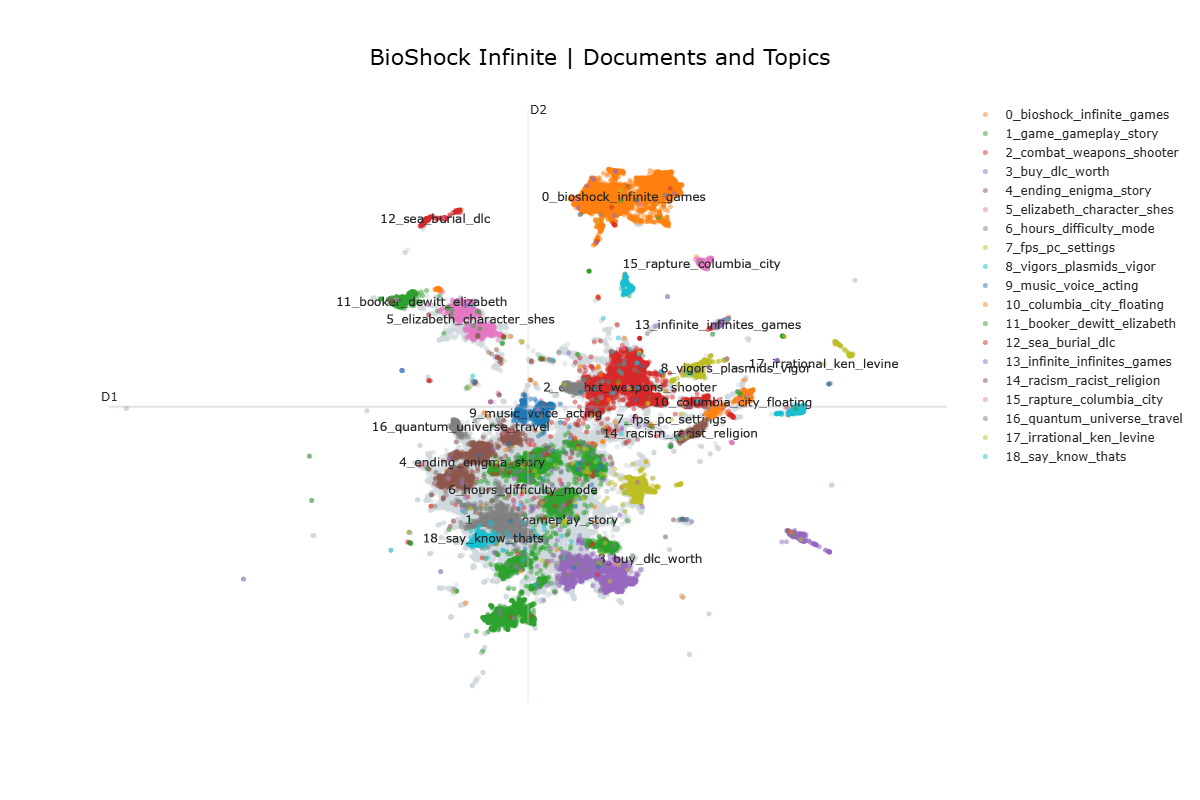 BioShock Infinite | Documents and Topics
D2
D1
0_bioshock_infinite_games
12_sea_burial_dlc
15_rapture_columbia_city
11_booker_dewitt_elizabeth
5_elizabeth_character_shes
13_infinite_infinites_games
17_irrational_ken_levine
8_vigors_plasmids_vigor
2_combat_weapons_shooter
10_columbia_city_floating
9_music_voice_acting
7_fps_pc_settings
16_quantum_universe_travel
14_racism_racist_religion
4_ending_enigma_story
6_hours_difficulty_mode
1_game_gameplay_story
18_say_know_thats
3_buy_dlc_worth
0_bioshock_infinite_games
1_game_gameplay_story
2_combat_weapons_shooter
3_buy_dlc_worth
4_ending_enigma_story
5_elizabeth_character_shes
6_hours_difficulty_mode
7_fps_pc_settings
8_vigors_plasmids_vigor
9_music_voice_acting
10_columbia_city_floating
11_booker_dewitt_elizabeth
12_sea_burial_dlc
13_infinite_infinites_games
14_racism_racist_religion
15_rapture_columbia_city
16_quantum_universe_travel
17_irrational_ken_levine
18_say_know_thats